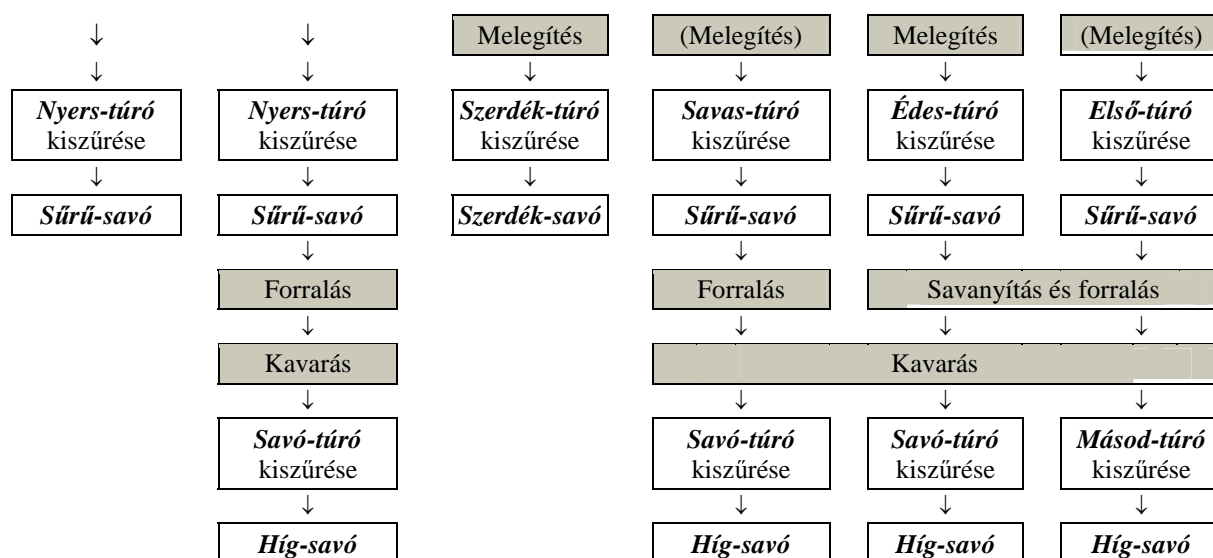 ↓ ↓ Melegítés (Melegítés) Melegítés (Melegítés)
↓ ↓ ↓ ↓ ↓ ↓
Nyers-túró Nyers-túró Szerdék-túró Savas-túró Édes-túró Első-túró
kiszűrése kiszűrése kiszűrése kiszűrése kiszűrése kiszűrése
↓ ↓ ↓ ↓ ↓ ↓
Sűrű-savó Sűrű-savó Szerdék-savó Sűrű-savó Sűrű-savó Sűrű-savó
↓ ↓ ↓ ↓
Forralás Forralás Savanyítás és forralás
↓ ↓ ↓ ↓
Kavarás Kavarás
↓ ↓ ↓ ↓
Savó-túró Savó-túró Savó-túró Másod-túró
kiszűrése kiszűrése kiszűrése kiszűrése
↓ ↓ ↓ ↓
Híg-savó Híg-savó Híg-savó Híg-savó